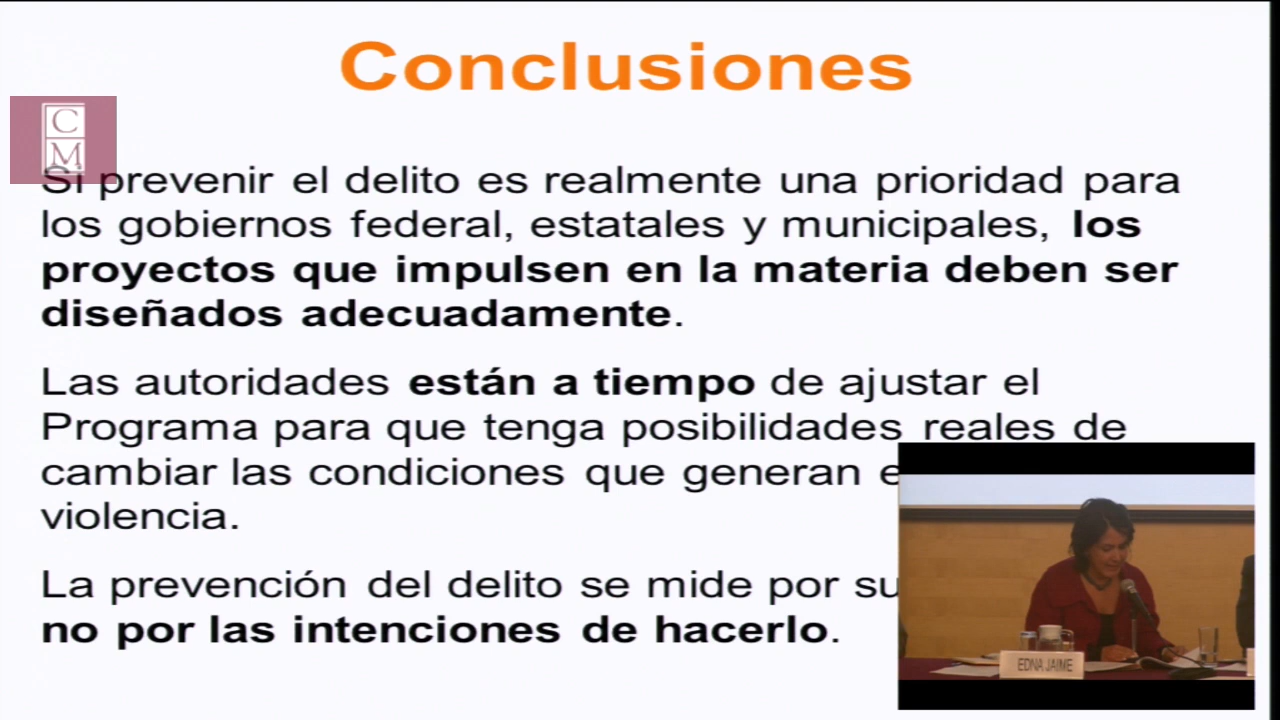 Conclusiones
C
M
Si prevenir el delito es realmente una prioridad para
los gobiernos federal, estatales y municipales, los
proyectos que impulsen en la materia deben ser
diseñados adecuadamente.
Las autoridades están a tiempo de ajustar el
Programa para que tenga posibilidades reales de
cambiar las condiciones que generan
violencia.
La prevención del delito se mide por
no por las intenciones de hacerlo.
EDNA JAIME